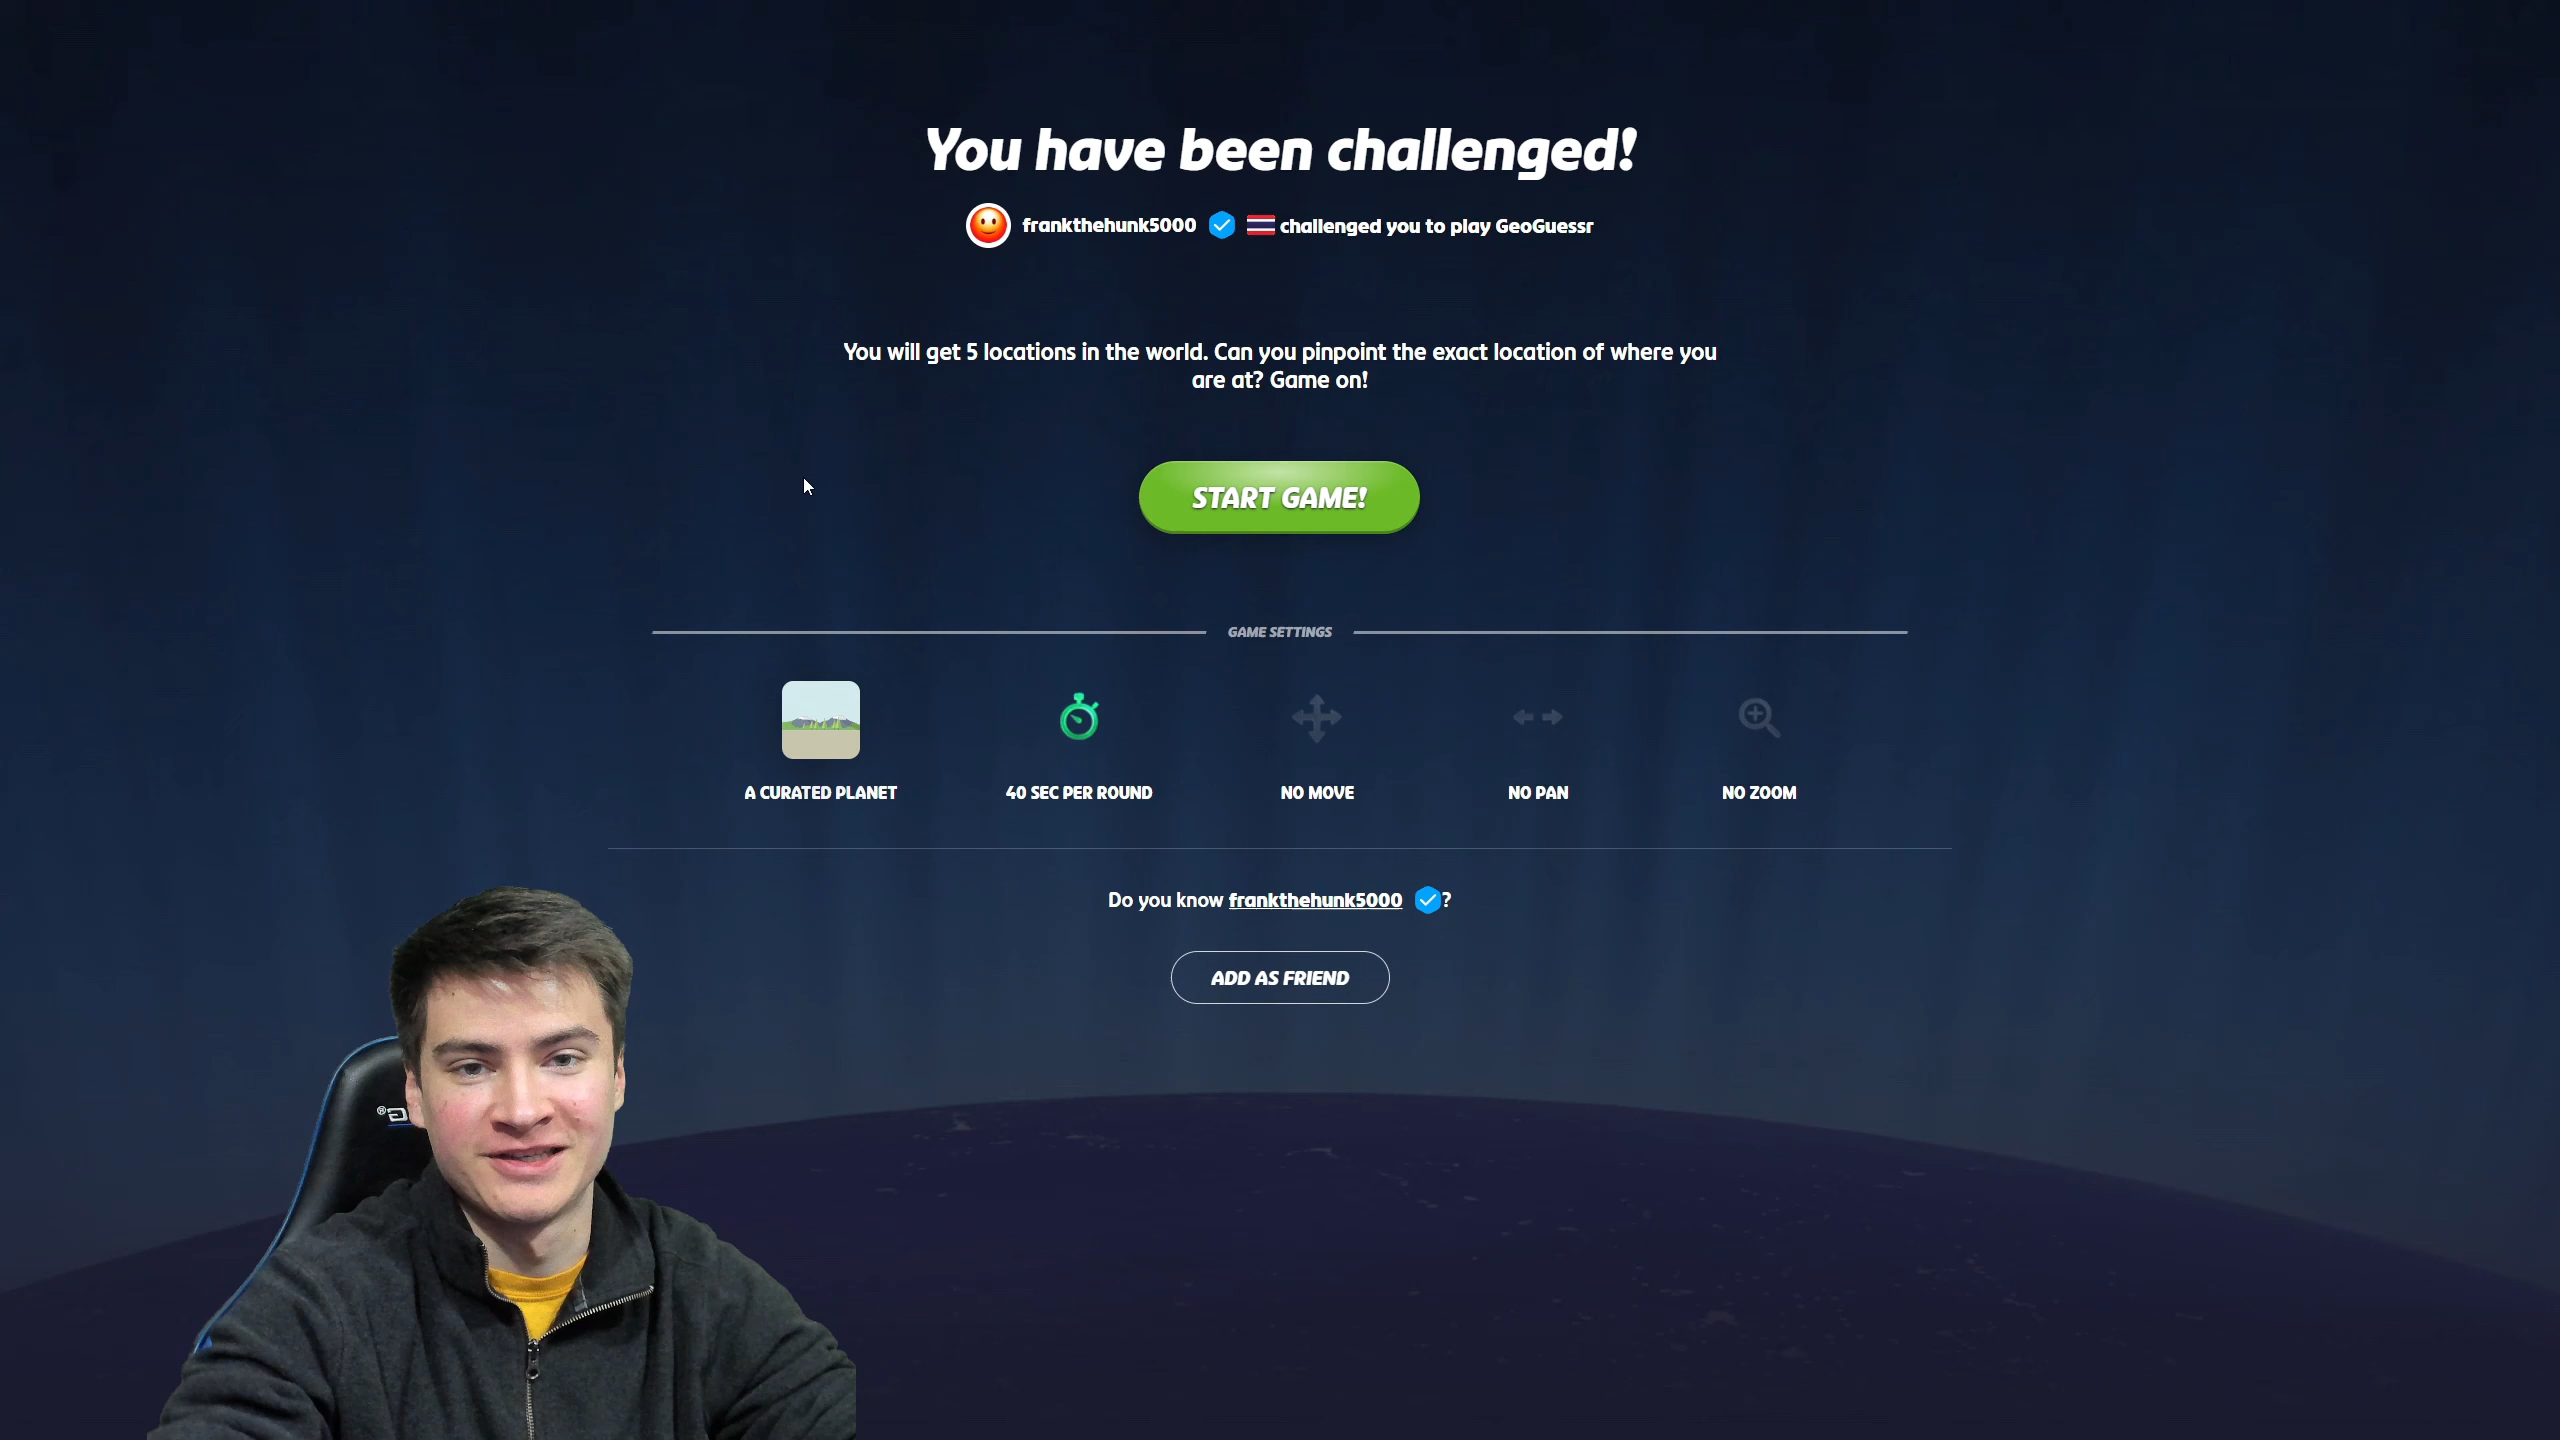 You have been challenged!
frankthehunk5000 challenged you to play GeoGuessr
You will get 5 locations in the world. Can you pinpoint the exact location of where you
are at? Game on!
START GAME!
GAME SETTINGS
A CURATED PLANET
40 SEC PER ROUND
NO MOVE
NO PAN
NO ZOOM
Do you know frankthehunk5000 ?
ADD AS FRIEND